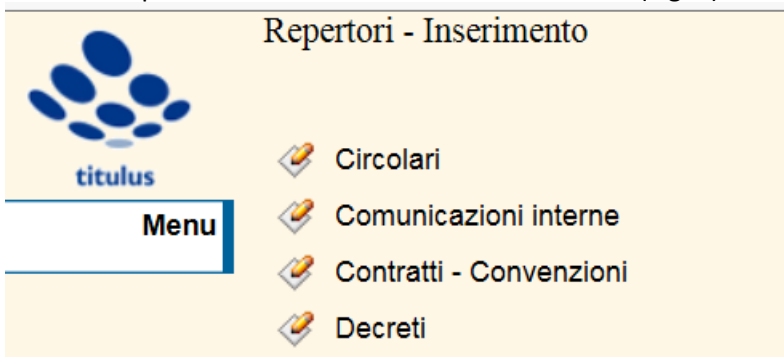 Repertori - Inserimento
titulus
Menu
Circolari
Comunicazioni interne
Contratti - Convenzioni
Decreti